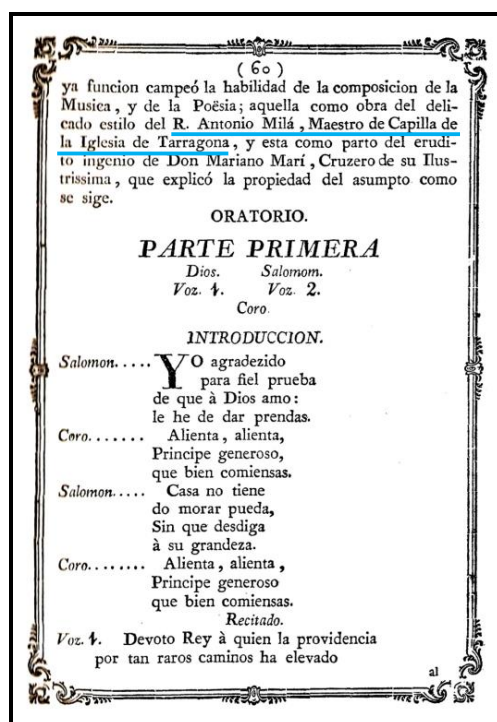 ( 60 )
ya funcion campeó la habilidad de la composicion de la
Musica, y de la Poësia; aquella como obra del deli-
cado estilo del R. Antonio Milá, Maestro de Capilla de
la Iglesia de Tarragona, y esta como parto del erudi-
to ingenio de Don Mariano Marí, Cruzero de su Ilus-
trissima, que explicó la propiedad del asumpto como
se sige.
ORATORIO.
PARTE PRIMERA
Dios. Salomom.
Voz. 1. Voz. 2.
Coro.
INTRODUCCION.
Salomon..... YO agradezido
para fiel prueba
de que à Dios amo:
le he de dar prendas.
Coro....... Alienta, alienta,
Principe generoso,
que bien comiensas.
Salomon..... Casa no tiene
do morar pueda,
Sin que desdiga
à su grandeza.
Coro........ Alienta, alienta,
Principe generoso
que bien comiensas.
Recitado.
Voz. 1. Devoto Rey à quien la providencia
por tan raros caminos ha elevado
al